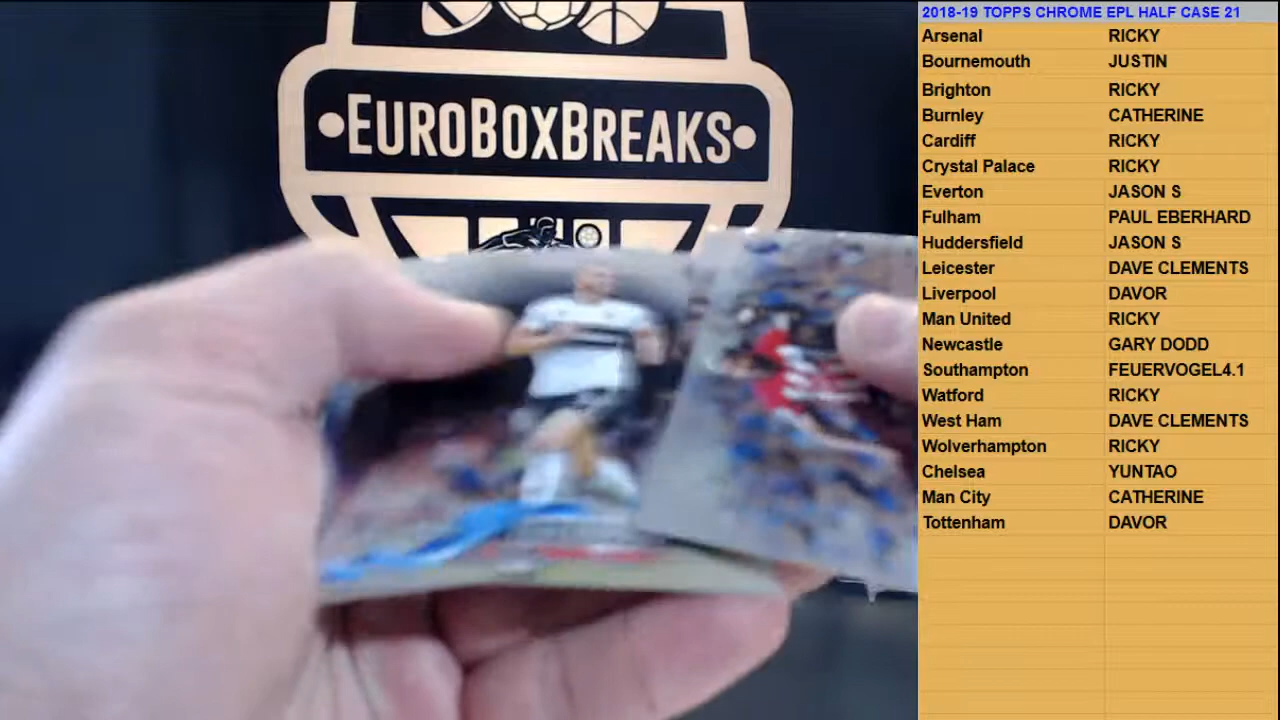 EUROBOXBREAKS
2018-19 TOPPS CHROME EPL HALF CASE 21
Arsenal RICKY
Bournemouth JUSTIN
Brighton RICKY
Burnley CATHERINE
Cardiff RICKY
Crystal Palace RICKY
Everton JASON S
Fulham PAUL EBERHARD
Huddersfield JASON S
Leicester DAVE CLEMENTS
Liverpool DAVOR
Man United RICKY
Newcastle GARY DODD
Southampton FEUERVOGEL4.1
Watford RICKY
West Ham DAVE CLEMENTS
Wolverhampton RICKY
Chelsea YUNTAO
Man City CATHERINE
Tottenham DAVOR